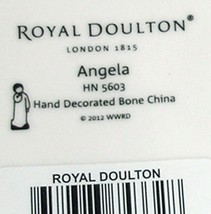 ROYAL DOULTON®
LONDON 1815
Angela
HN 5603
Hand Decorated Bone China
© 2012 WWRD
ROYAL DOULTON